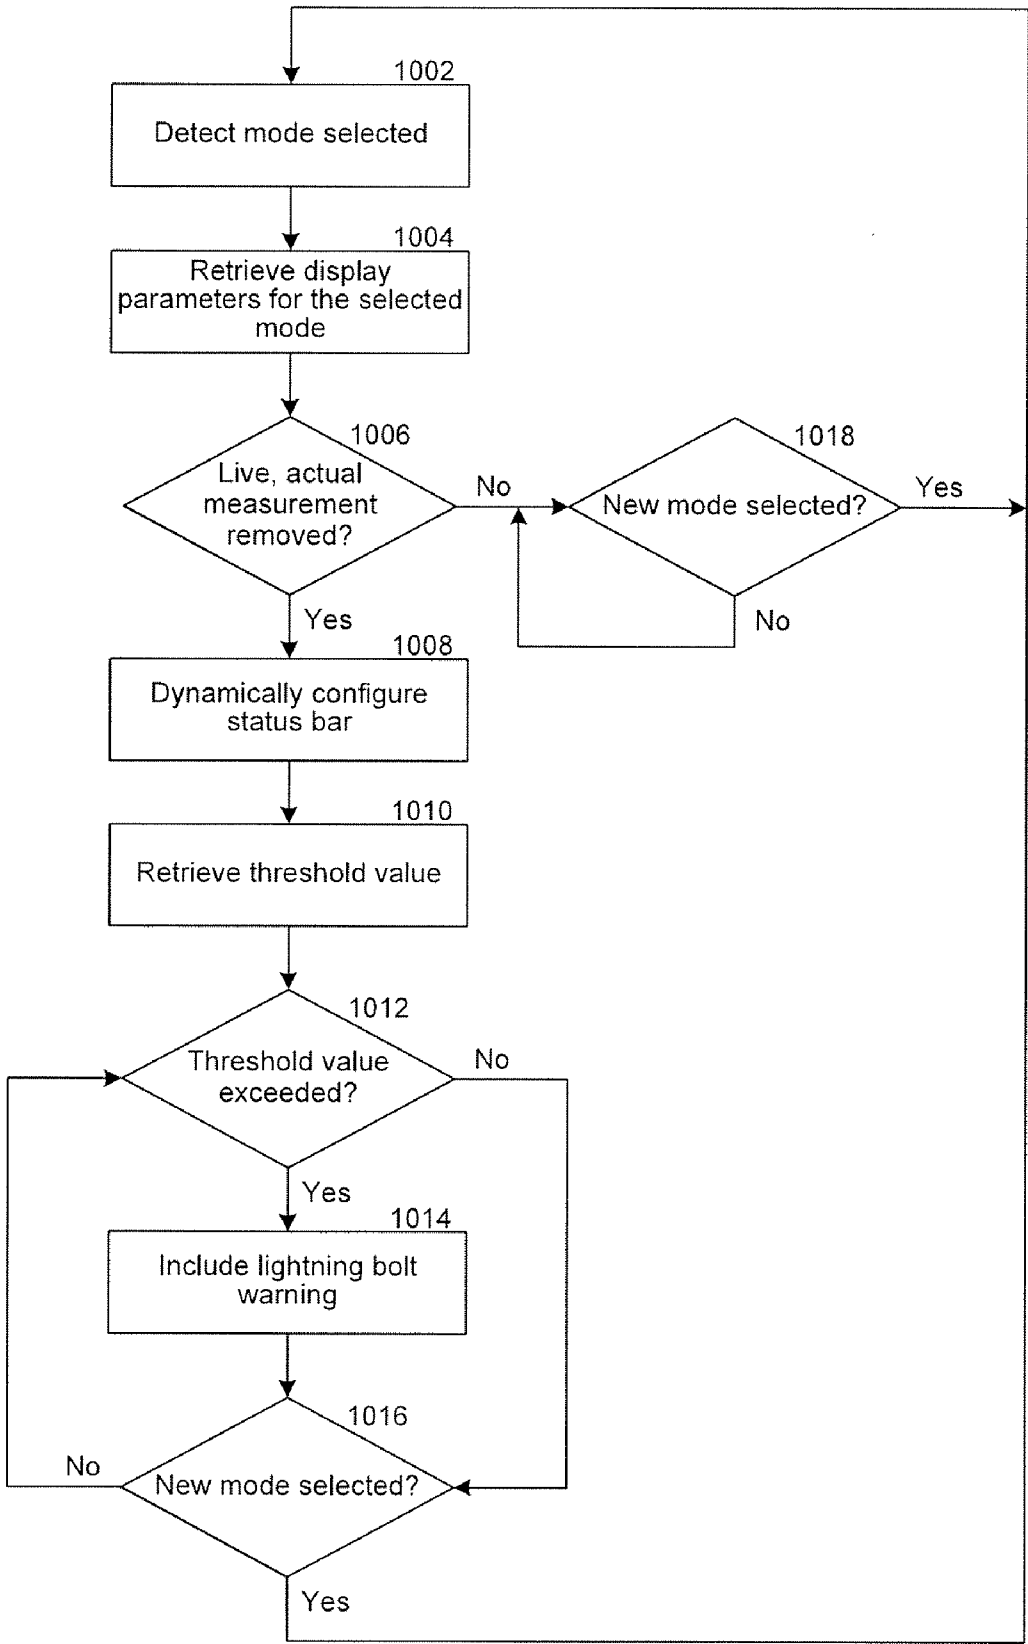 1002
Detect mode selected
1004
Retrieve display
parameters for the selected
mode
1006
Live, actual
measurement
removed?
No
1018
New mode selected?
Yes
No
Yes
1008
Dynamically configure
status bar
1010
Retrieve threshold value
1012
Threshold value
exceeded?
No
Yes
1014
Include lightning bolt
warning
1016
New mode selected?
No
Yes